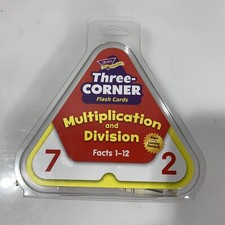 Three-
CORNER
Flash Cards
Multiplication
and
Division
Facts 1–12
7
2